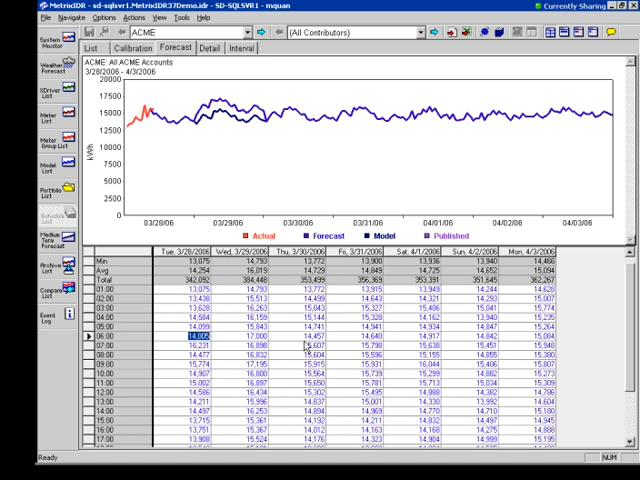 MetrixIDR - sd-sqlsvr1.MetrixIDR37Demo.idr - SD-SQLSVR1 - mquan
Currently Sharing
File Navigate Options Actions View Tools Help
ACME (All Contributors)
List Calibration Forecast Detail Interval
System Monitor
Weather Forecast
XDriver List
Meter List
Meter Group List
Model List
Portfolio List
Schedule List
Medium Term Forecast
Archive List
Compare List
Event Log
ACME: All ACME Accounts
3/28/2006 - 4/3/2006
20000
17500
15000
12500
10000
7500
5000
2500
0
kWh
03/28/06 03/29/06 03/30/06 03/31/06 04/01/06 04/02/06 04/03/06
Actual Forecast Model Published
Tue, 3/28/2006 Wed, 3/29/2006 Thu, 3/30/2006 Fri, 3/31/2006 Sat, 4/1/2006 Sun, 4/2/2006 Mon, 4/3/2006
Min 13,075 14,793 13,772 13,900 13,936 13,940 14,466
Avg 14,254 16,019 14,729 14,849 14,725 14,652 15,094
Total 342,092 384,448 353,499 356,369 353,391 351,645 362,267
01:00 13,075 14,793 13,772 13,915 13,949 14,244 14,628
02:00 13,438 15,513 14,499 14,643 14,321 14,293 15,007
03:00 13,628 16,263 15,043 15,327 14,415 13,940 14,784
04:00 14,584 16,159 15,144 15,328 14,162 13,940 15,235
05:00 14,099 15,843 14,741 14,941 14,934 14,847 15,264
06:00 14,005 17,000 14,457 14,640 14,917 14,842 15,084
07:00 16,231 16,898 15,607 15,798 15,638 15,451 15,948
08:00 14,477 16,832 15,604 15,596 15,155 14,855 15,380
09:00 15,774 17,195 15,915 15,931 16,044 15,406 15,807
10:00 14,907 16,800 15,564 15,739 15,299 14,882 15,273
11:00 15,002 16,897 15,650 15,781 15,713 15,034 15,309
12:00 14,586 16,434 15,302 15,495 14,888 14,382 14,786
13:00 14,211 15,996 14,837 15,001 14,330 13,992 14,604
14:00 14,497 16,253 14,894 14,969 14,770 14,710 15,180
15:00 13,715 15,361 14,192 14,211 14,832 14,553 14,950
16:00 13,751 15,367 14,012 14,163 14,168 14,275 14,888
17:00 13,908 15,524 14,176 14,323 14,904 14,991 15,195
Ready NUM